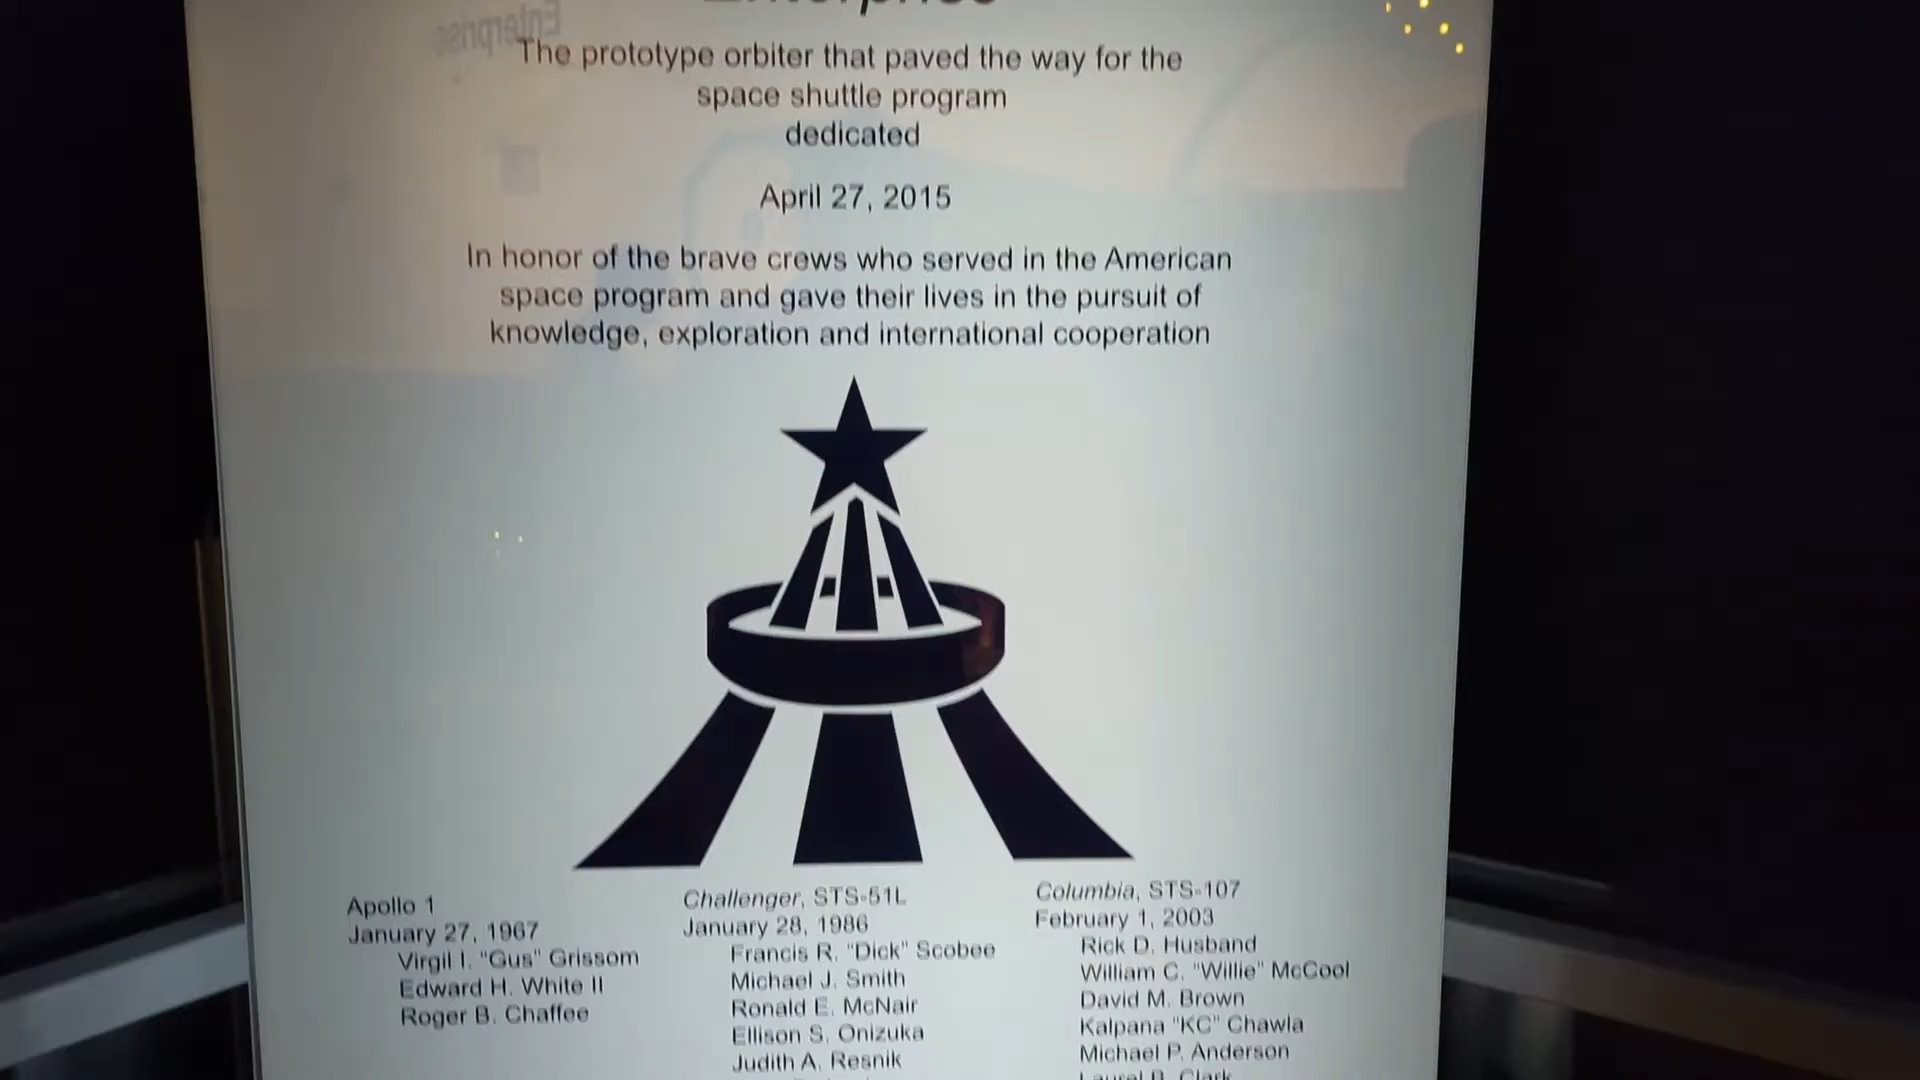 Enterprise
The prototype orbiter that paved the way for the
space shuttle program
dedicated
April 27, 2015
In honor of the brave crews who served in the American
space program and gave their lives in the pursuit of
knowledge, exploration and international cooperation
Apollo 1
January 27, 1967
Virgil I. "Gus" Grissom
Edward H. White II
Roger B. Chaffee
Challenger, STS-51L
January 28, 1986
Francis R. "Dick" Scobee
Michael J. Smith
Ronald E. McNair
Ellison S. Onizuka
Judith A. Resnik
Columbia, STS-107
February 1, 2003
Rick D. Husband
William C. "Willie" McCool
David M. Brown
Kalpana "KC" Chawla
Michael P. Anderson
Laurel B. Clark